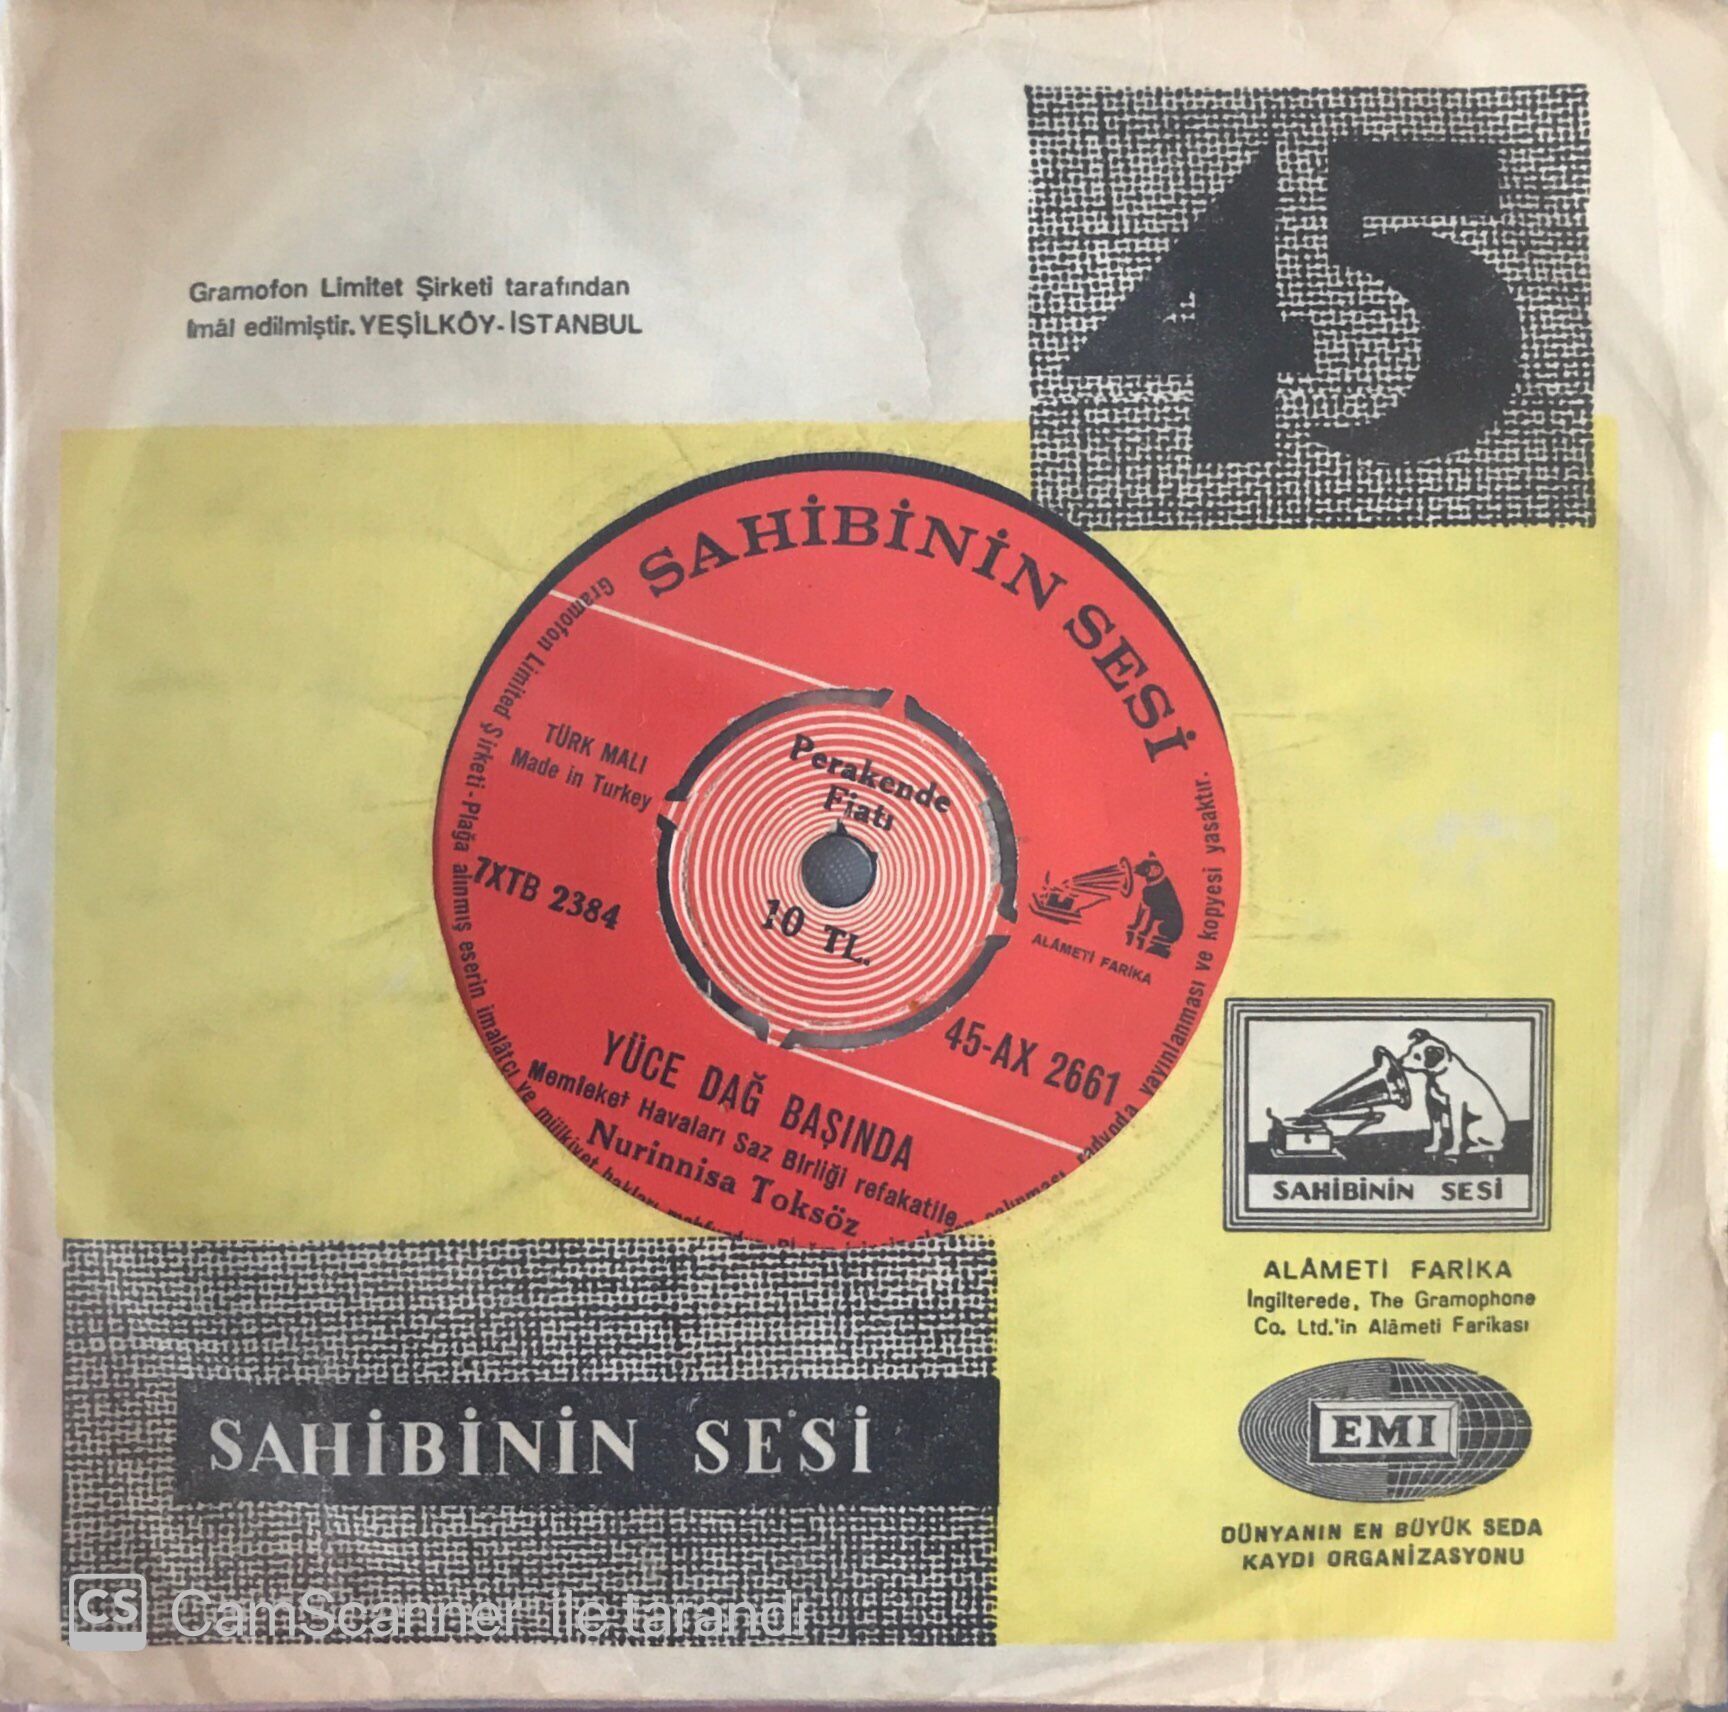 45
Gramofon Limitet Şirketi tarafından
imâl edilmiştir. YEŞİLKÖY-İSTANBUL
SAHİBİNİN SESİ
Gramofon Limited Şirketi - Plağa alınmış eserin imalâtçı ve mülkiyet hakları
radyoda yayınlanması ve kopyesi yasaktır.
TÜRK MALI
Made in Turkey
Perakende
Fiatı
10 TL.
7XTB 2384
ALÂMETİ FARİKA
45-AX 2661
YÜCE DAĞ BAŞINDA
Memleket Havaları Saz Birliği refakatile
Nurinnisa Toksöz
SAHİBİNİN SESİ
ALÂMETİ FARİKA
İngilterede, The Gramophone
Co. Ltd.'in Alâmeti Farikası
EMI
DÜNYANIN EN BÜYÜK SEDA
KAYDI ORGANİZASYONU
SAHİBİNİN SESİ
CS CamScanner ile tarandı